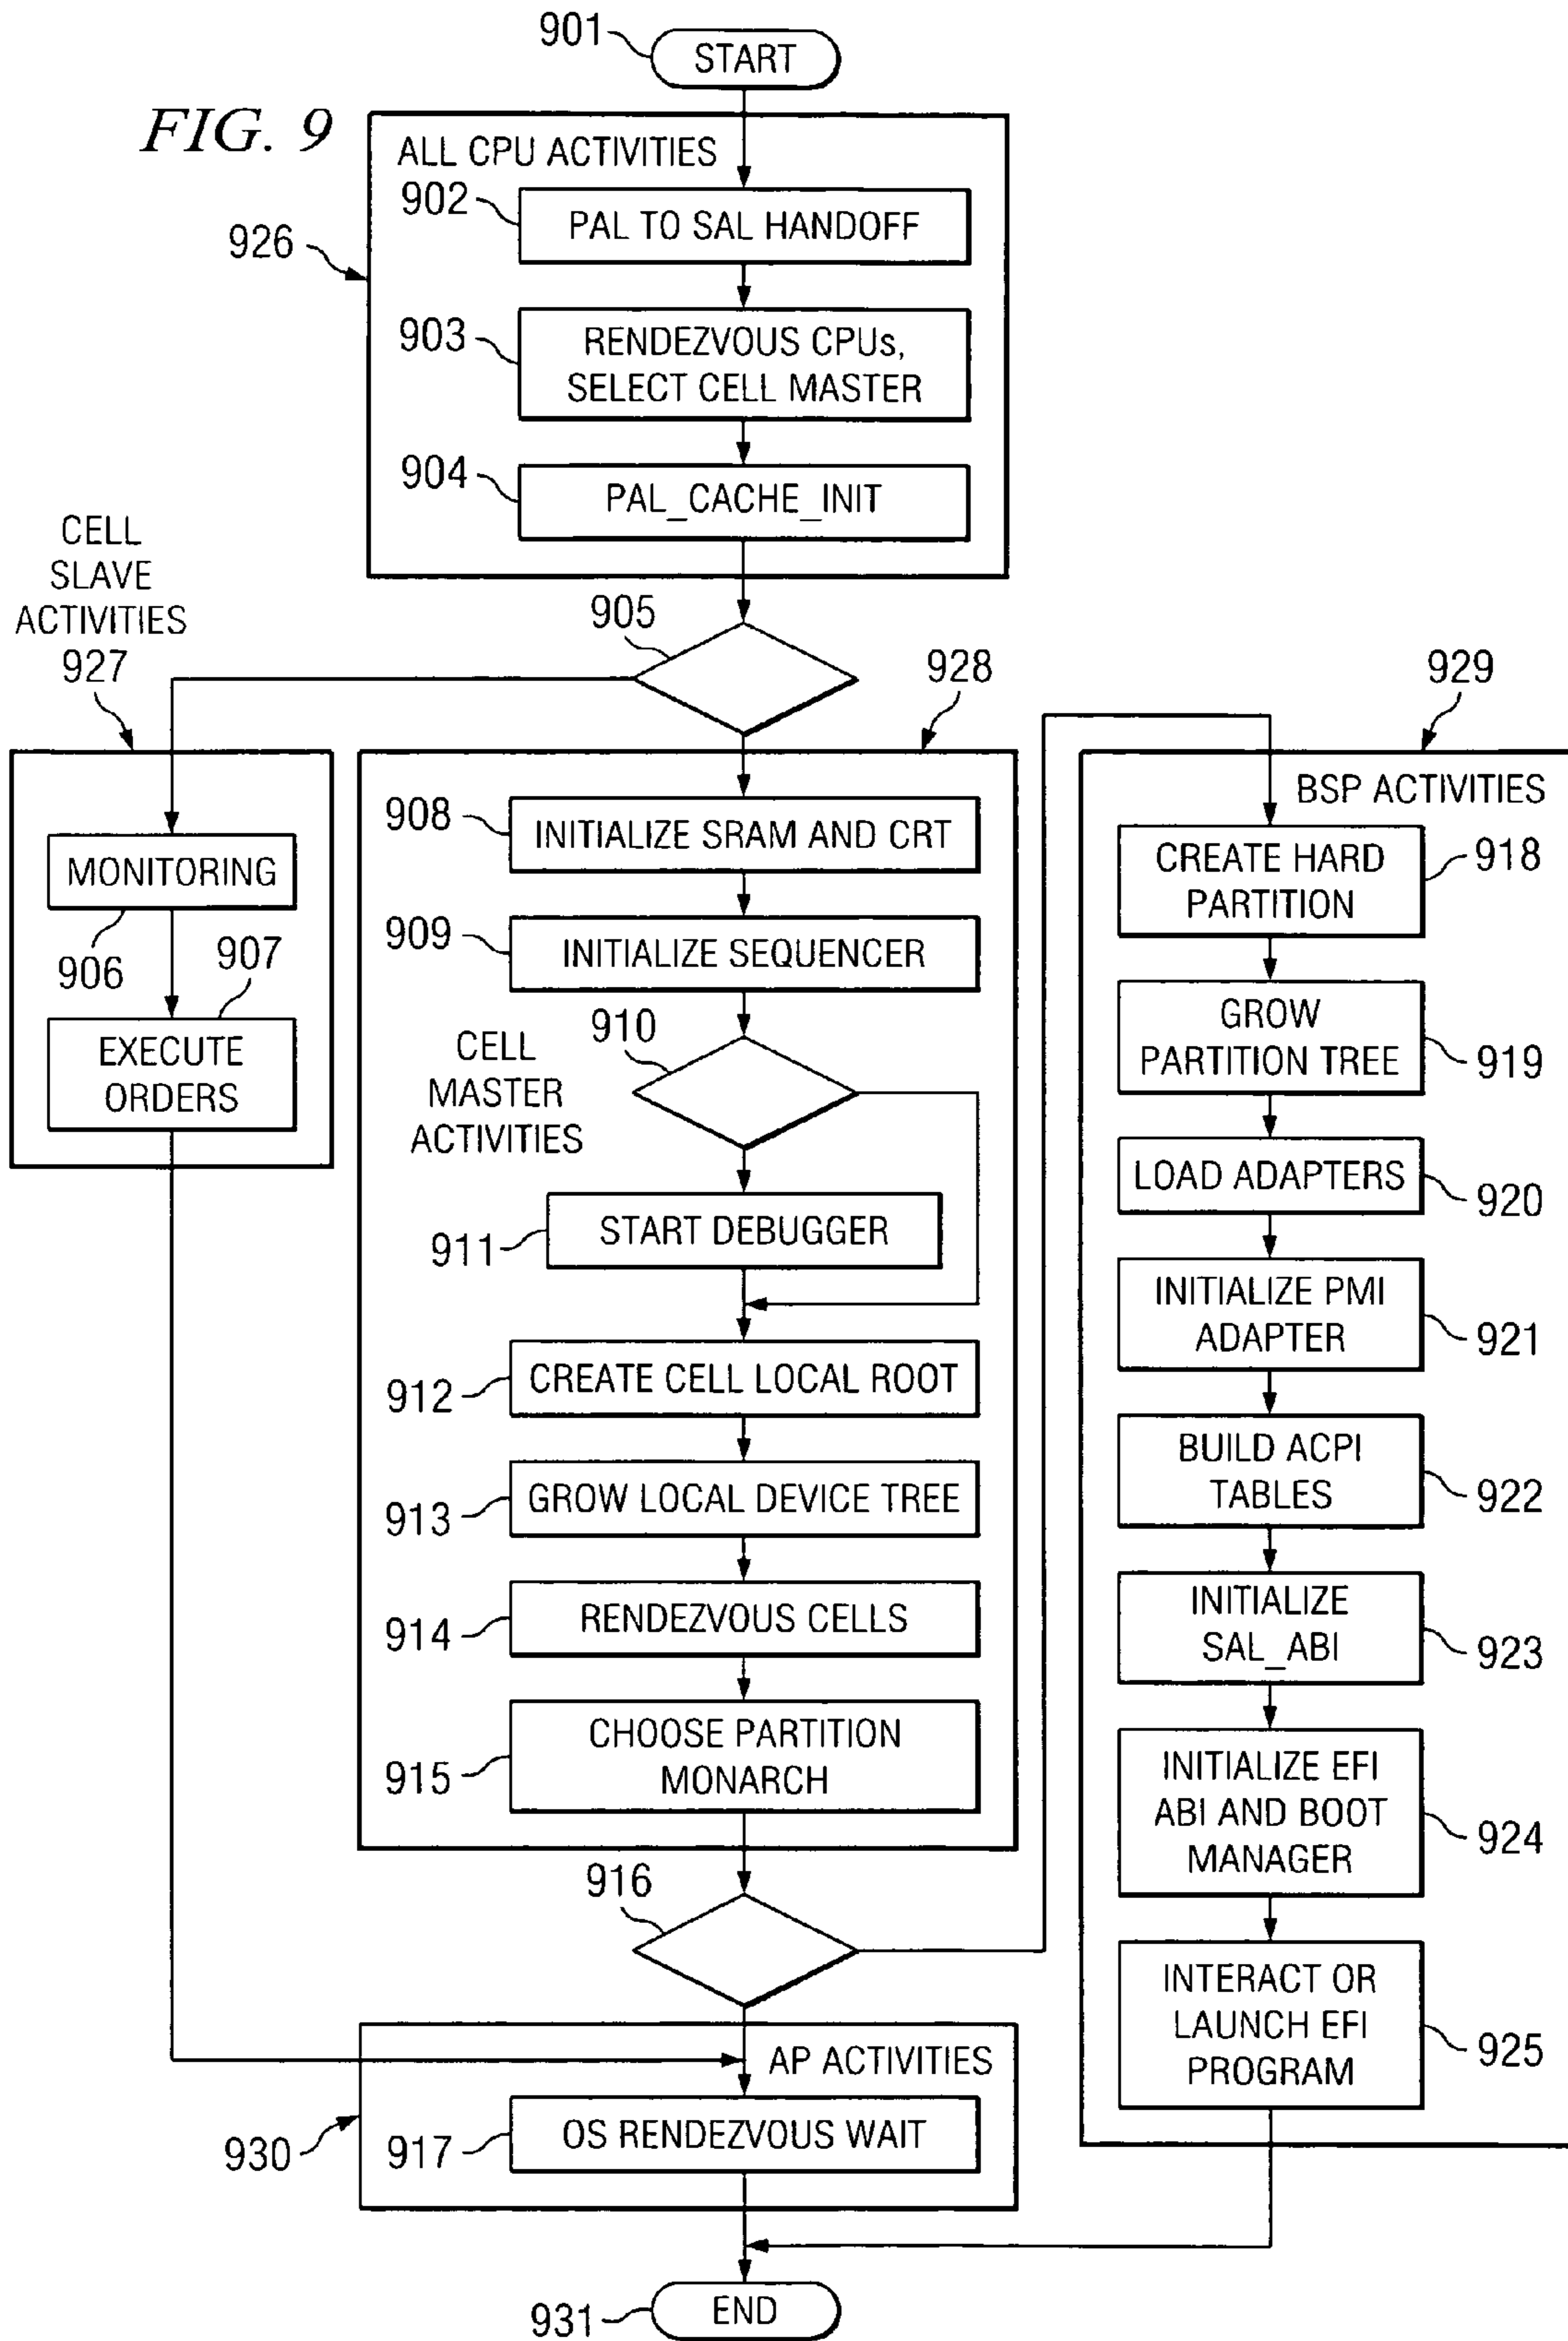 901
START
FIG. 9
ALL CPU ACTIVITIES
902
PAL TO SAL HANDOFF
926
903
RENDEZVOUS CPUs,
SELECT CELL MASTER
904
PAL_CACHE_INIT
CELL
SLAVE
ACTIVITIES
927
905
928
929
MONITORING
906
907
EXECUTE
ORDERS
908
INITIALIZE SRAM AND CRT
909
INITIALIZE SEQUENCER
910
CELL
MASTER
ACTIVITIES
START DEBUGGER
911
CREATE CELL LOCAL ROOT
912
GROW LOCAL DEVICE TREE
913
RENDEZVOUS CELLS
914
CHOOSE PARTITION
MONARCH
915
916
BSP ACTIVITIES
CREATE HARD
PARTITION
918
GROW
PARTITION TREE
919
LOAD ADAPTERS
920
INITIALIZE PMI
ADAPTER
921
BUILD ACPI
TABLES
922
INITIALIZE
SAL_ABI
923
INITIALIZE EFI
ABI AND BOOT
MANAGER
924
INTERACT OR
LAUNCH EFI
PROGRAM
925
AP ACTIVITIES
930
917
OS RENDEZVOUS WAIT
931
END